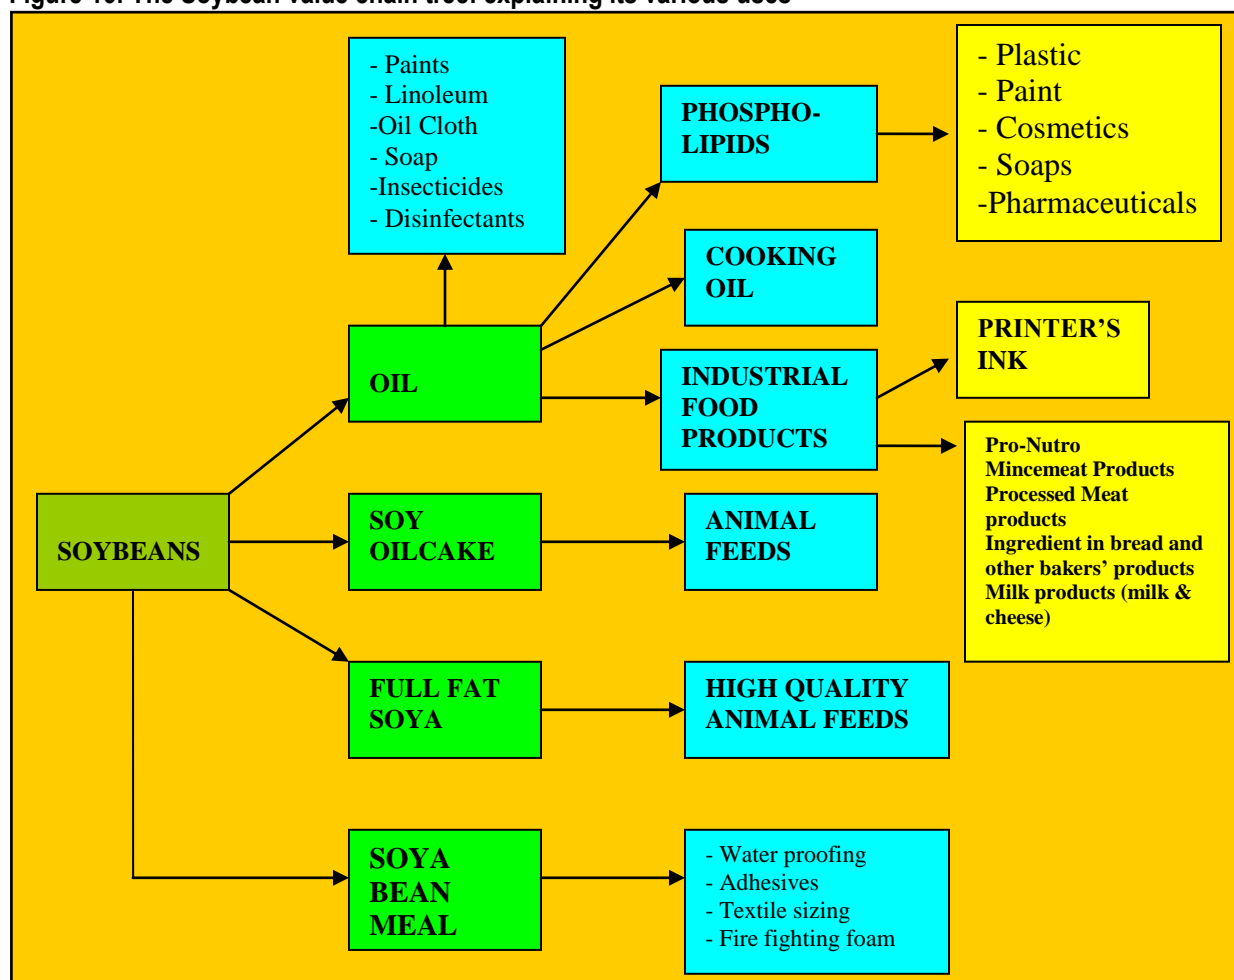 Figure 10: The Soybean value chain tree: explaining its various uses
- Paints
- Linoleum
-Oil Cloth
- Soap
-Insecticides
- Disinfectants
PHOSPHO-
LIPIDS
- Plastic
- Paint
- Cosmetics
- Soaps
-Pharmaceuticals
COOKING
OIL
OIL
INDUSTRIAL
FOOD
PRODUCTS
PRINTER’S
INK
Pro-Nutro
Mincemeat Products
Processed Meat
products
Ingredient in bread and
other bakers’ products
Milk products (milk &
cheese)
SOYBEANS
SOY
OILCAKE
ANIMAL
FEEDS
FULL FAT
SOYA
HIGH QUALITY
ANIMAL FEEDS
SOYA
BEAN
MEAL
- Water proofing
- Adhesives
- Textile sizing
- Fire fighting foam